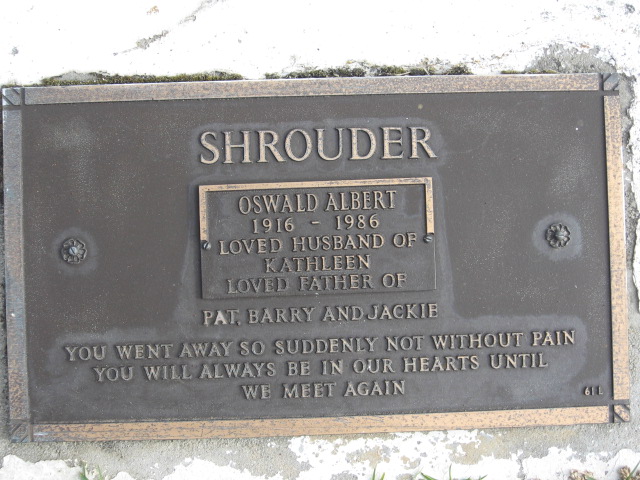 SHROUDER
OSWALD ALBERT
1916 - 1986
LOVED HUSBAND OF
KATHLEEN
LOVED FATHER OF
PAT, BARRY AND JACKIE
YOU WENT AWAY SO SUDDENLY NOT WITHOUT PAIN
YOU WILL ALWAYS BE IN OUR HEARTS UNTIL
WE MEET AGAIN
61 L